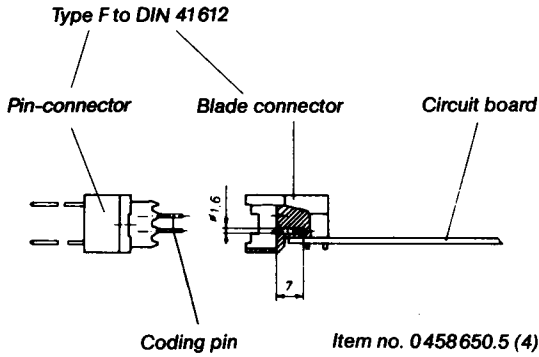 Type F to DIN 41612
Pin-connector
Blade connector
Circuit board
ø1,6
7
Coding pin
Item no. 0458650.5 (4)